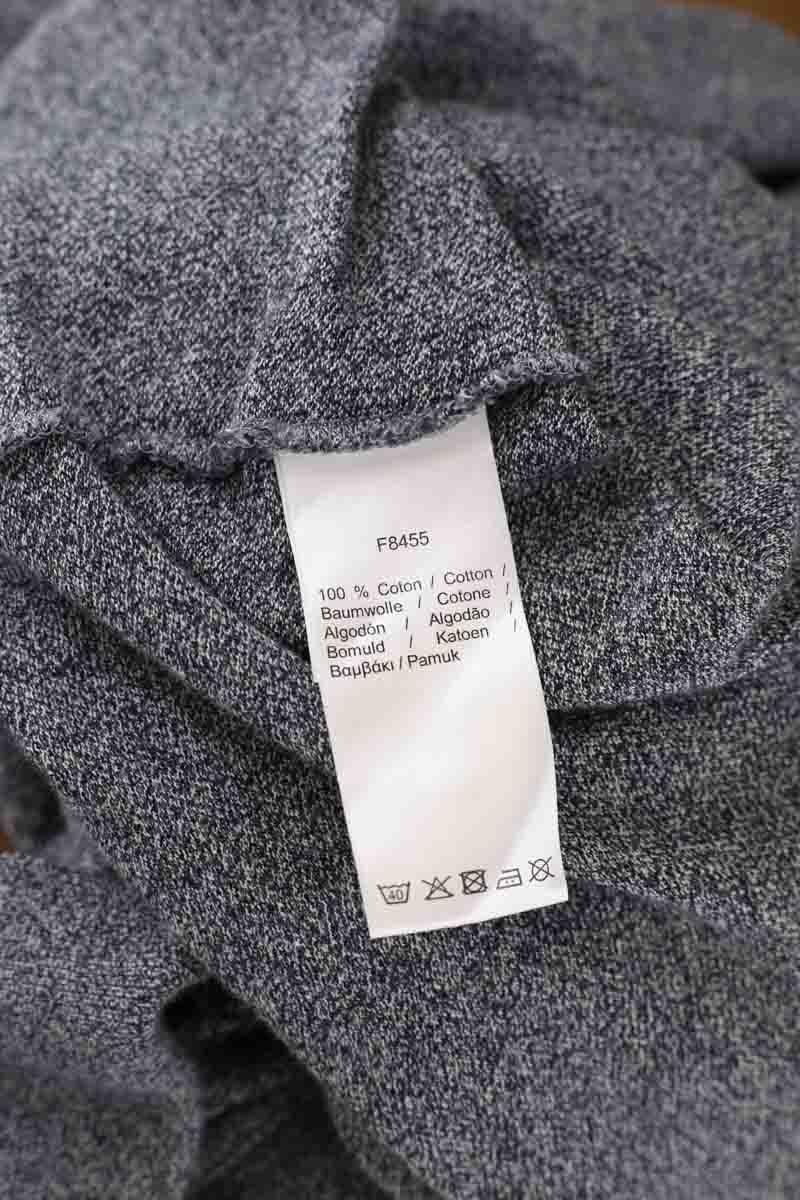 F8455
100 % Coton / Cotton /
Baumwolle / Cotone /
Algodón / Algodão /
Bomuld / Katoen /
Βαμβάκι / Pamuk
40